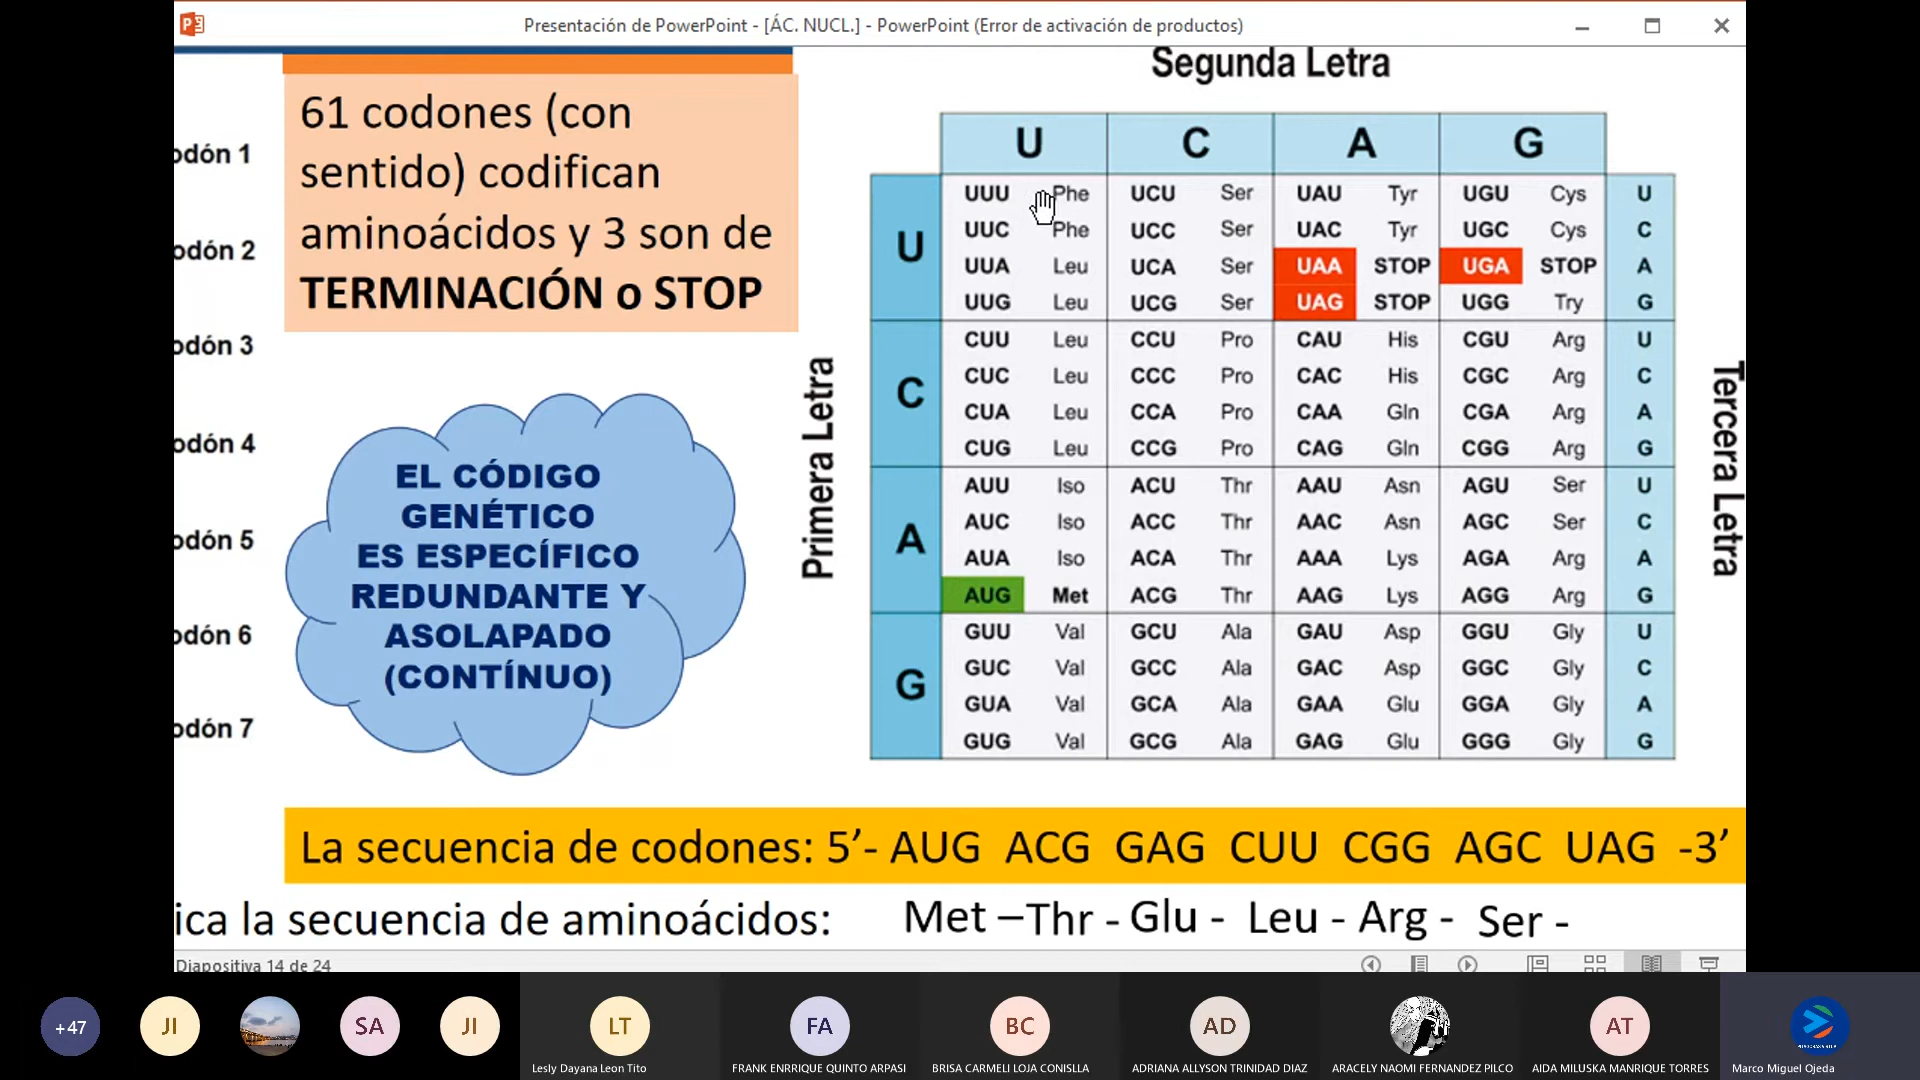 Presentación de PowerPoint - [ÁC. NUCL.] - PowerPoint (Error de activación de productos)
odón 1
odón 2
odón 3
odón 4
odón 5
odón 6
odón 7
61 codones (con
sentido) codifican
aminoácidos y 3 son de
TERMINACIÓN o STOP
EL CÓDIGO
GENÉTICO
ES ESPECÍFICO
REDUNDANTE Y
ASOLAPADO
(CONTÍNUO)
Segunda Letra
Primera Letra
Tercera Letra
U C A G
U
UUU Phe UCU Ser UAU Tyr UGU Cys U
UUC Phe UCC Ser UAC Tyr UGC Cys C
UUA Leu UCA Ser UAA STOP UGA STOP A
UUG Leu UCG Ser UAG STOP UGG Try G
C
CUU Leu CCU Pro CAU His CGU Arg U
CUC Leu CCC Pro CAC His CGC Arg C
CUA Leu CCA Pro CAA Gln CGA Arg A
CUG Leu CCG Pro CAG Gln CGG Arg G
A
AUU Iso ACU Thr AAU Asn AGU Ser U
AUC Iso ACC Thr AAC Asn AGC Ser C
AUA Iso ACA Thr AAA Lys AGA Arg A
AUG Met ACG Thr AAG Lys AGG Arg G
G
GUU Val GCU Ala GAU Asp GGU Gly U
GUC Val GCC Ala GAC Asp GGC Gly C
GUA Val GCA Ala GAA Glu GGA Gly A
GUG Val GCG Ala GAG Glu GGG Gly G
La secuencia de codones: 5’- AUG ACG GAG CUU CGG AGC UAG -3’
ica la secuencia de aminoácidos: Met –Thr - Glu - Leu - Arg - Ser -
Diapositiva 14 de 24
+47 JI SA JI LT FA BC AD AT
Lesly Dayana Leon Tito
FRANK ENRRIQUE QUINTO ARPASI
BRISA CARMELI LOJA CONISLLA
ADRIANA ALLYSON TRINIDAD DIAZ
ARACELY NAOMI FERNANDEZ PILCO
AIDA MILUSKA MANRIQUE TORRES
Marco Miguel Ojeda